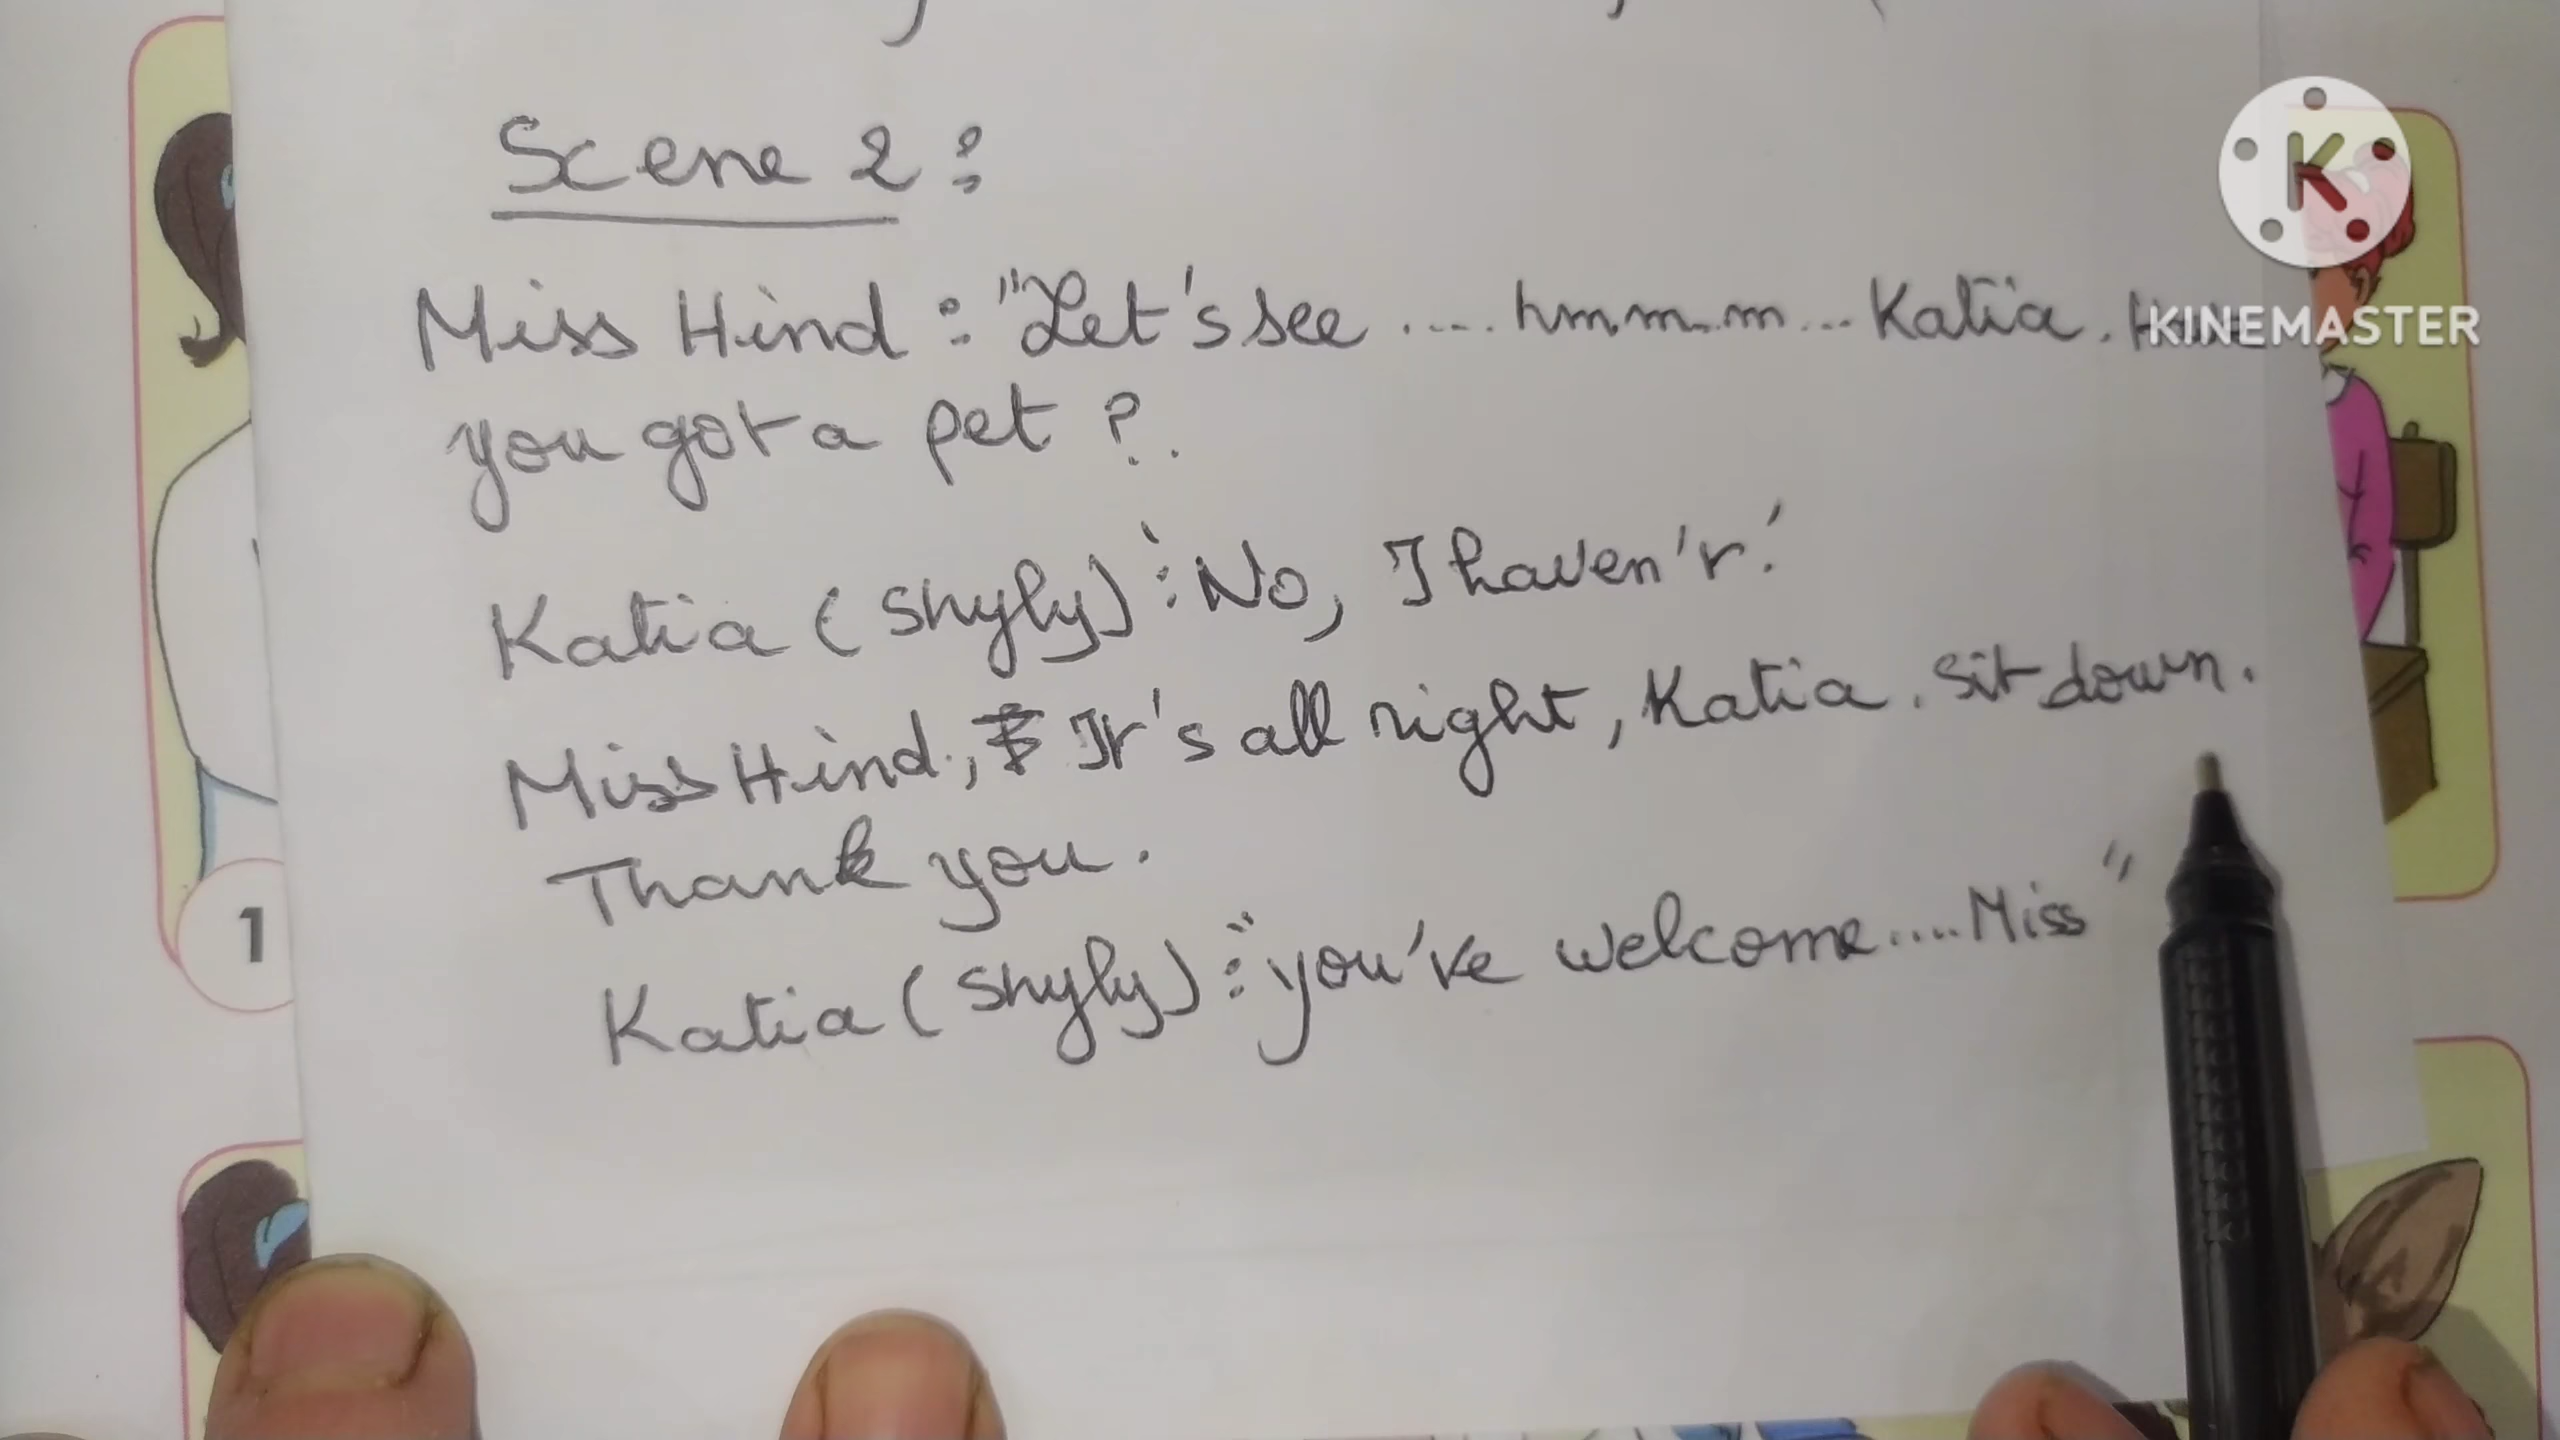 Scene 2 :
Miss Hind : "Let's see .... hmmm... Katia. Have
KINEMASTER
you got a pet ?.
Katia (shyly) : 'No, I haven't.'
Miss Hind, It's all right, Katia. Sit down.
Thank you.
Katia (shyly) : "you've welcome.... Miss"
1